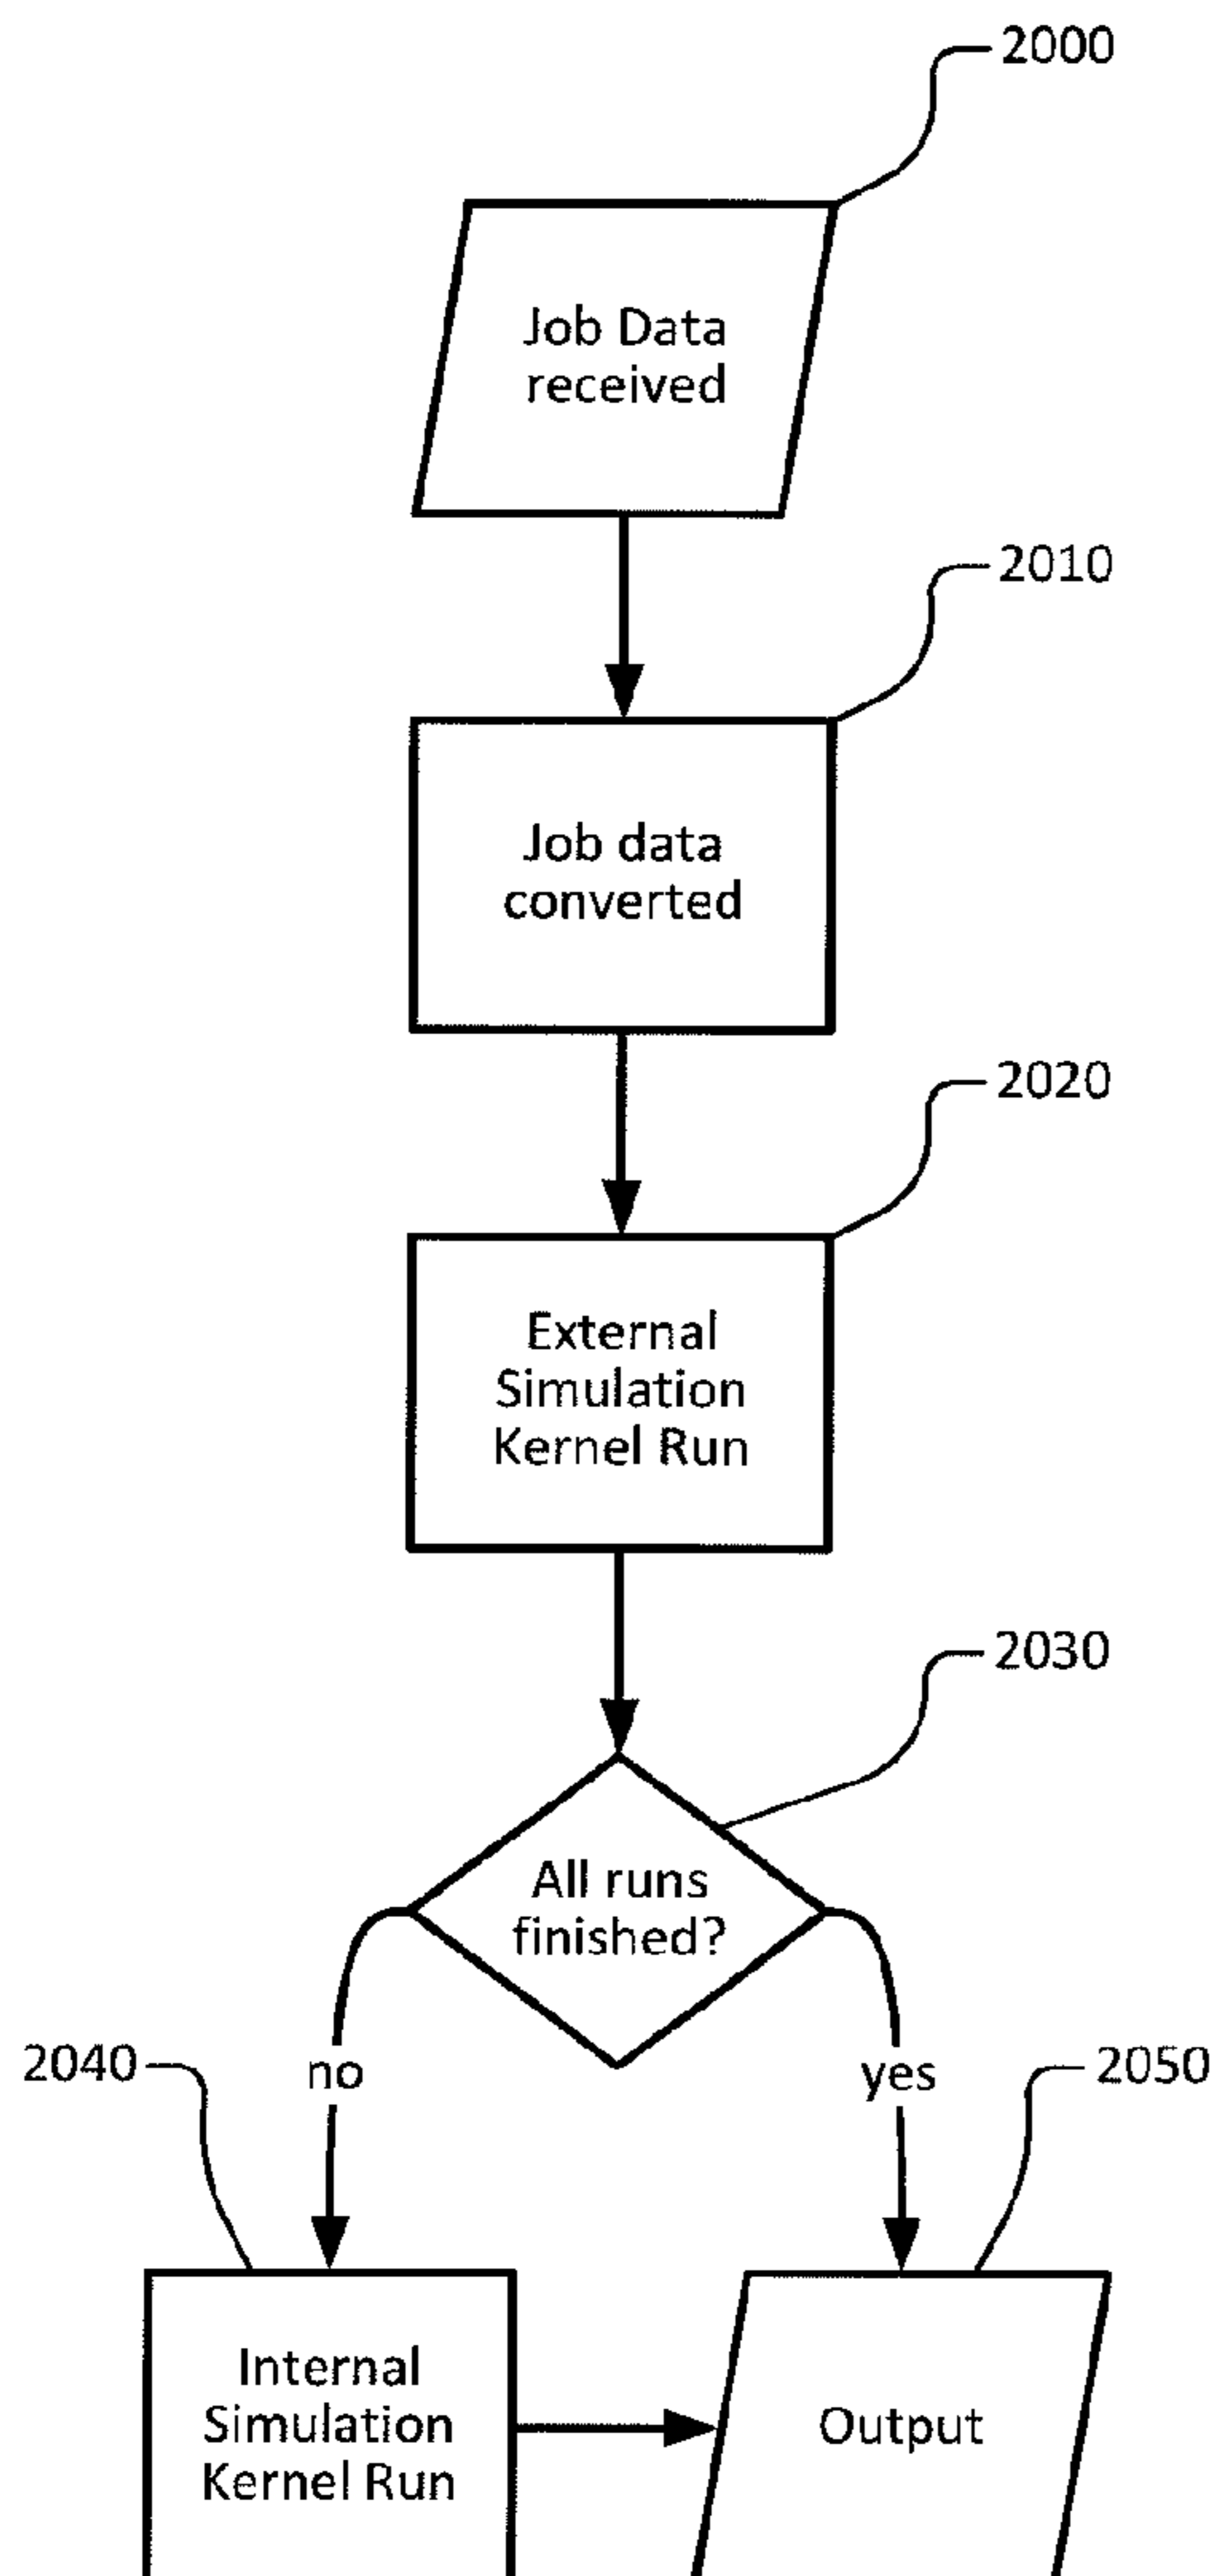 2000
Job Data
received
2010
Job data
converted
2020
External
Simulation
Kernel Run
2030
All runs
finished?
2040
no
yes
2050
Internal
Simulation
Kernel Run
Output